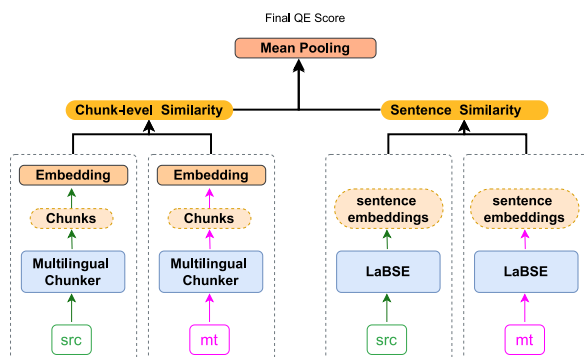 Final QE Score
Mean Pooling
Chunk-level Similarity
Sentence Similarity
Embedding
Embedding
sentence
embeddings
sentence
embeddings
Chunks
Chunks
Multilingual
Chunker
Multilingual
Chunker
LaBSE
LaBSE
src
mt
src
mt